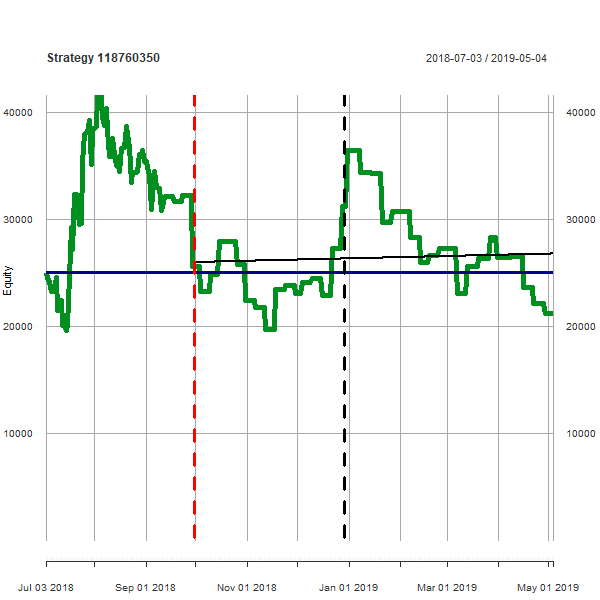 Strategy 118760350
2018-07-03 / 2019-05-04
40000
40000
30000
30000
Equity
20000
20000
10000
10000
Jul 03 2018
Sep 01 2018
Nov 01 2018
Jan 01 2019
Mar 01 2019
May 01 2019